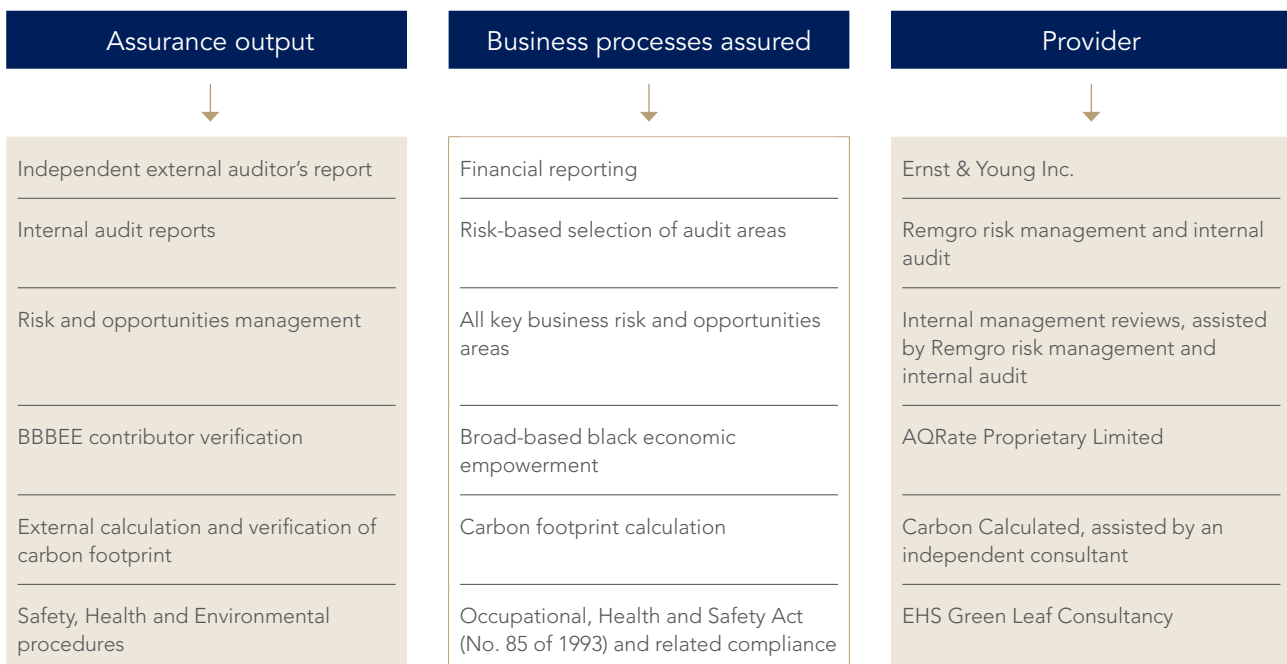 Assurance output
Business processes assured
Provider
Independent external auditor’s report
Financial reporting
Ernst & Young Inc.
Internal audit reports
Risk-based selection of audit areas
Remgro risk management and internal
audit
Risk and opportunities management
All key business risk and opportunities
areas
Internal management reviews, assisted
by Remgro risk management and
internal audit
BBBEE contributor verification
Broad-based black economic
empowerment
AQRate Proprietary Limited
External calculation and verification of
carbon footprint
Carbon footprint calculation
Carbon Calculated, assisted by an
independent consultant
Safety, Health and Environmental
procedures
Occupational, Health and Safety Act
(No. 85 of 1993) and related compliance
EHS Green Leaf Consultancy